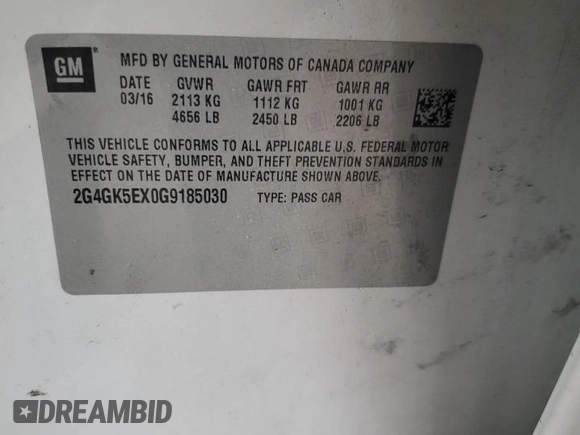 GM
MFD BY GENERAL MOTORS OF CANADA COMPANY
DATE GVWR GAWR FRT GAWR RR
03/16 2113 KG 1112 KG 1001 KG
4656 LB 2450 LB 2206 LB
THIS VEHICLE CONFORMS TO ALL APPLICABLE U.S. FEDERAL MOTOR
VEHICLE SAFETY, BUMPER, AND THEFT PREVENTION STANDARDS IN
EFFECT ON THE DATE OF MANUFACTURE SHOWN ABOVE.
2G4GK5EX0G9185030 TYPE: PASS CAR
DREAMBID